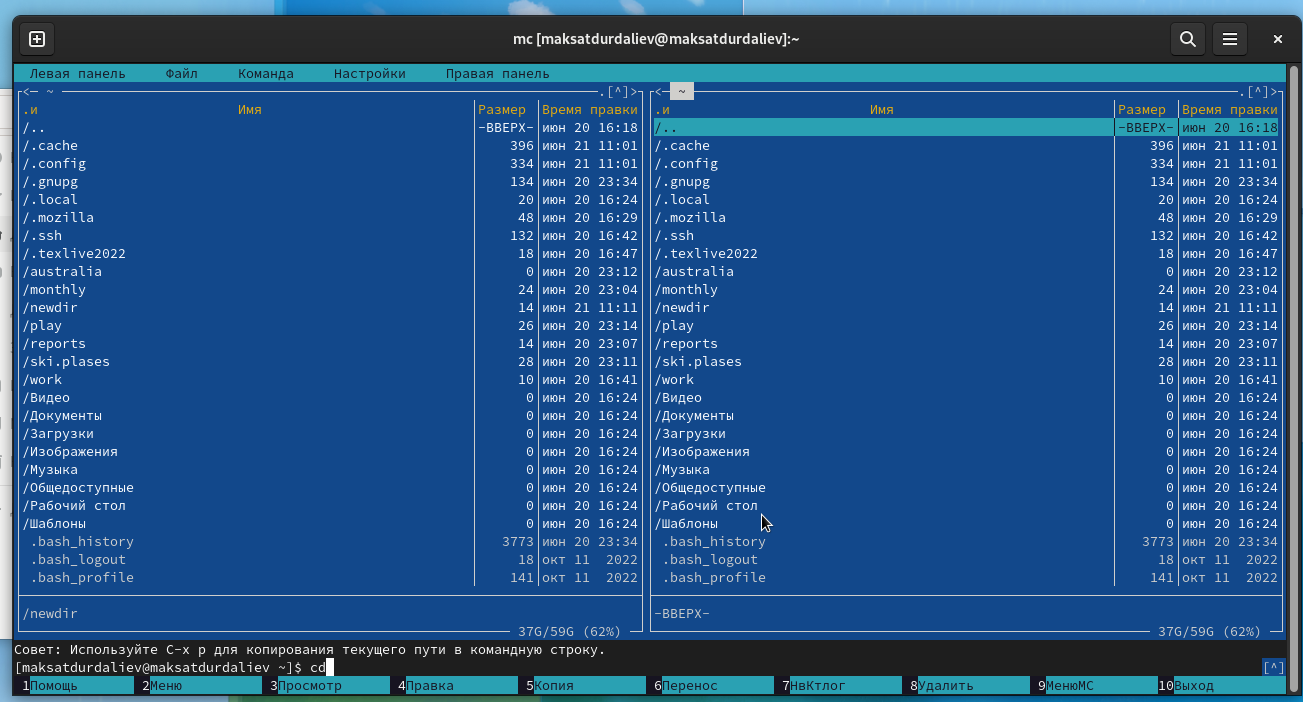 mc [maksatdurdaliev@maksatdurdaliev]:~
Левая панель Файл Команда Настройки Правая панель
<- ~ .[^]> <- ~ .[^]>
.и Имя Размер Время правки .и Имя Размер Время правки
/.. -ВВЕРХ- июн 20 16:18 /.. -ВВЕРХ- июн 20 16:18
/.cache 396 июн 21 11:01 /.cache 396 июн 21 11:01
/.config 334 июн 21 11:01 /.config 334 июн 21 11:01
/.gnupg 134 июн 20 23:34 /.gnupg 134 июн 20 23:34
/.local 20 июн 20 16:24 /.local 20 июн 20 16:24
/.mozilla 48 июн 20 16:29 /.mozilla 48 июн 20 16:29
/.ssh 132 июн 20 16:42 /.ssh 132 июн 20 16:42
/.texlive2022 18 июн 20 16:47 /.texlive2022 18 июн 20 16:47
/australia 0 июн 20 23:12 /australia 0 июн 20 23:12
/monthly 24 июн 20 23:04 /monthly 24 июн 20 23:04
/newdir 14 июн 21 11:11 /newdir 14 июн 21 11:11
/play 26 июн 20 23:14 /play 26 июн 20 23:14
/reports 14 июн 20 23:07 /reports 14 июн 20 23:07
/ski.plases 28 июн 20 23:11 /ski.plases 28 июн 20 23:11
/work 10 июн 20 16:41 /work 10 июн 20 16:41
/Видео 0 июн 20 16:24 /Видео 0 июн 20 16:24
/Документы 0 июн 20 16:24 /Документы 0 июн 20 16:24
/Загрузки 0 июн 20 16:24 /Загрузки 0 июн 20 16:24
/Изображения 0 июн 20 16:24 /Изображения 0 июн 20 16:24
/Музыка 0 июн 20 16:24 /Музыка 0 июн 20 16:24
/Общедоступные 0 июн 20 16:24 /Общедоступные 0 июн 20 16:24
/Рабочий стол 0 июн 20 16:24 /Рабочий стол 0 июн 20 16:24
/Шаблоны 0 июн 20 16:24 /Шаблоны 0 июн 20 16:24
.bash_history 3773 июн 20 23:34 .bash_history 3773 июн 20 23:34
.bash_logout 18 окт 11 2022 .bash_logout 18 окт 11 2022
.bash_profile 141 окт 11 2022 .bash_profile 141 окт 11 2022
/newdir -ВВЕРХ-
37G/59G (62%) 37G/59G (62%)
Совет: Используйте C-x p для копирования текущего пути в командную строку.
[maksatdurdaliev@maksatdurdaliev ~]$ cd [^]
1Помощь 2Меню 3Просмотр 4Правка 5Копия 6Перенос 7НвКтлог 8Удалить 9МенюМС 10Выход